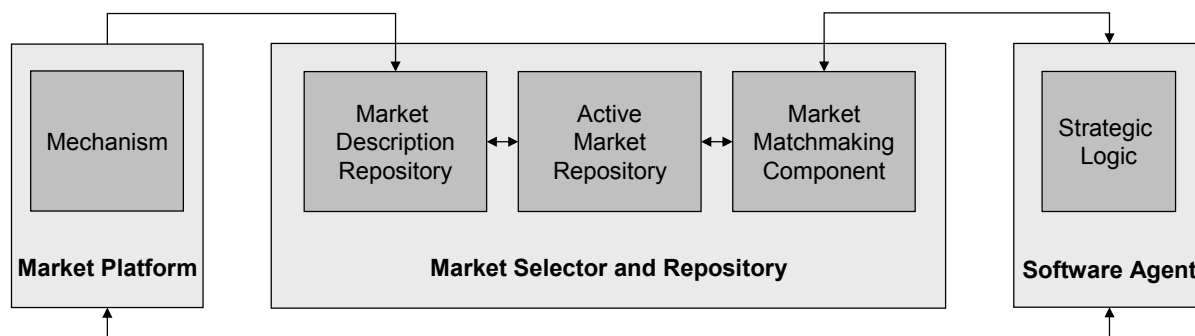 Mechanism
Market Platform
Market
Description
Repository
Active
Market
Repository
Market
Matchmaking
Component
Market Selector and Repository
Strategic
Logic
Software Agent